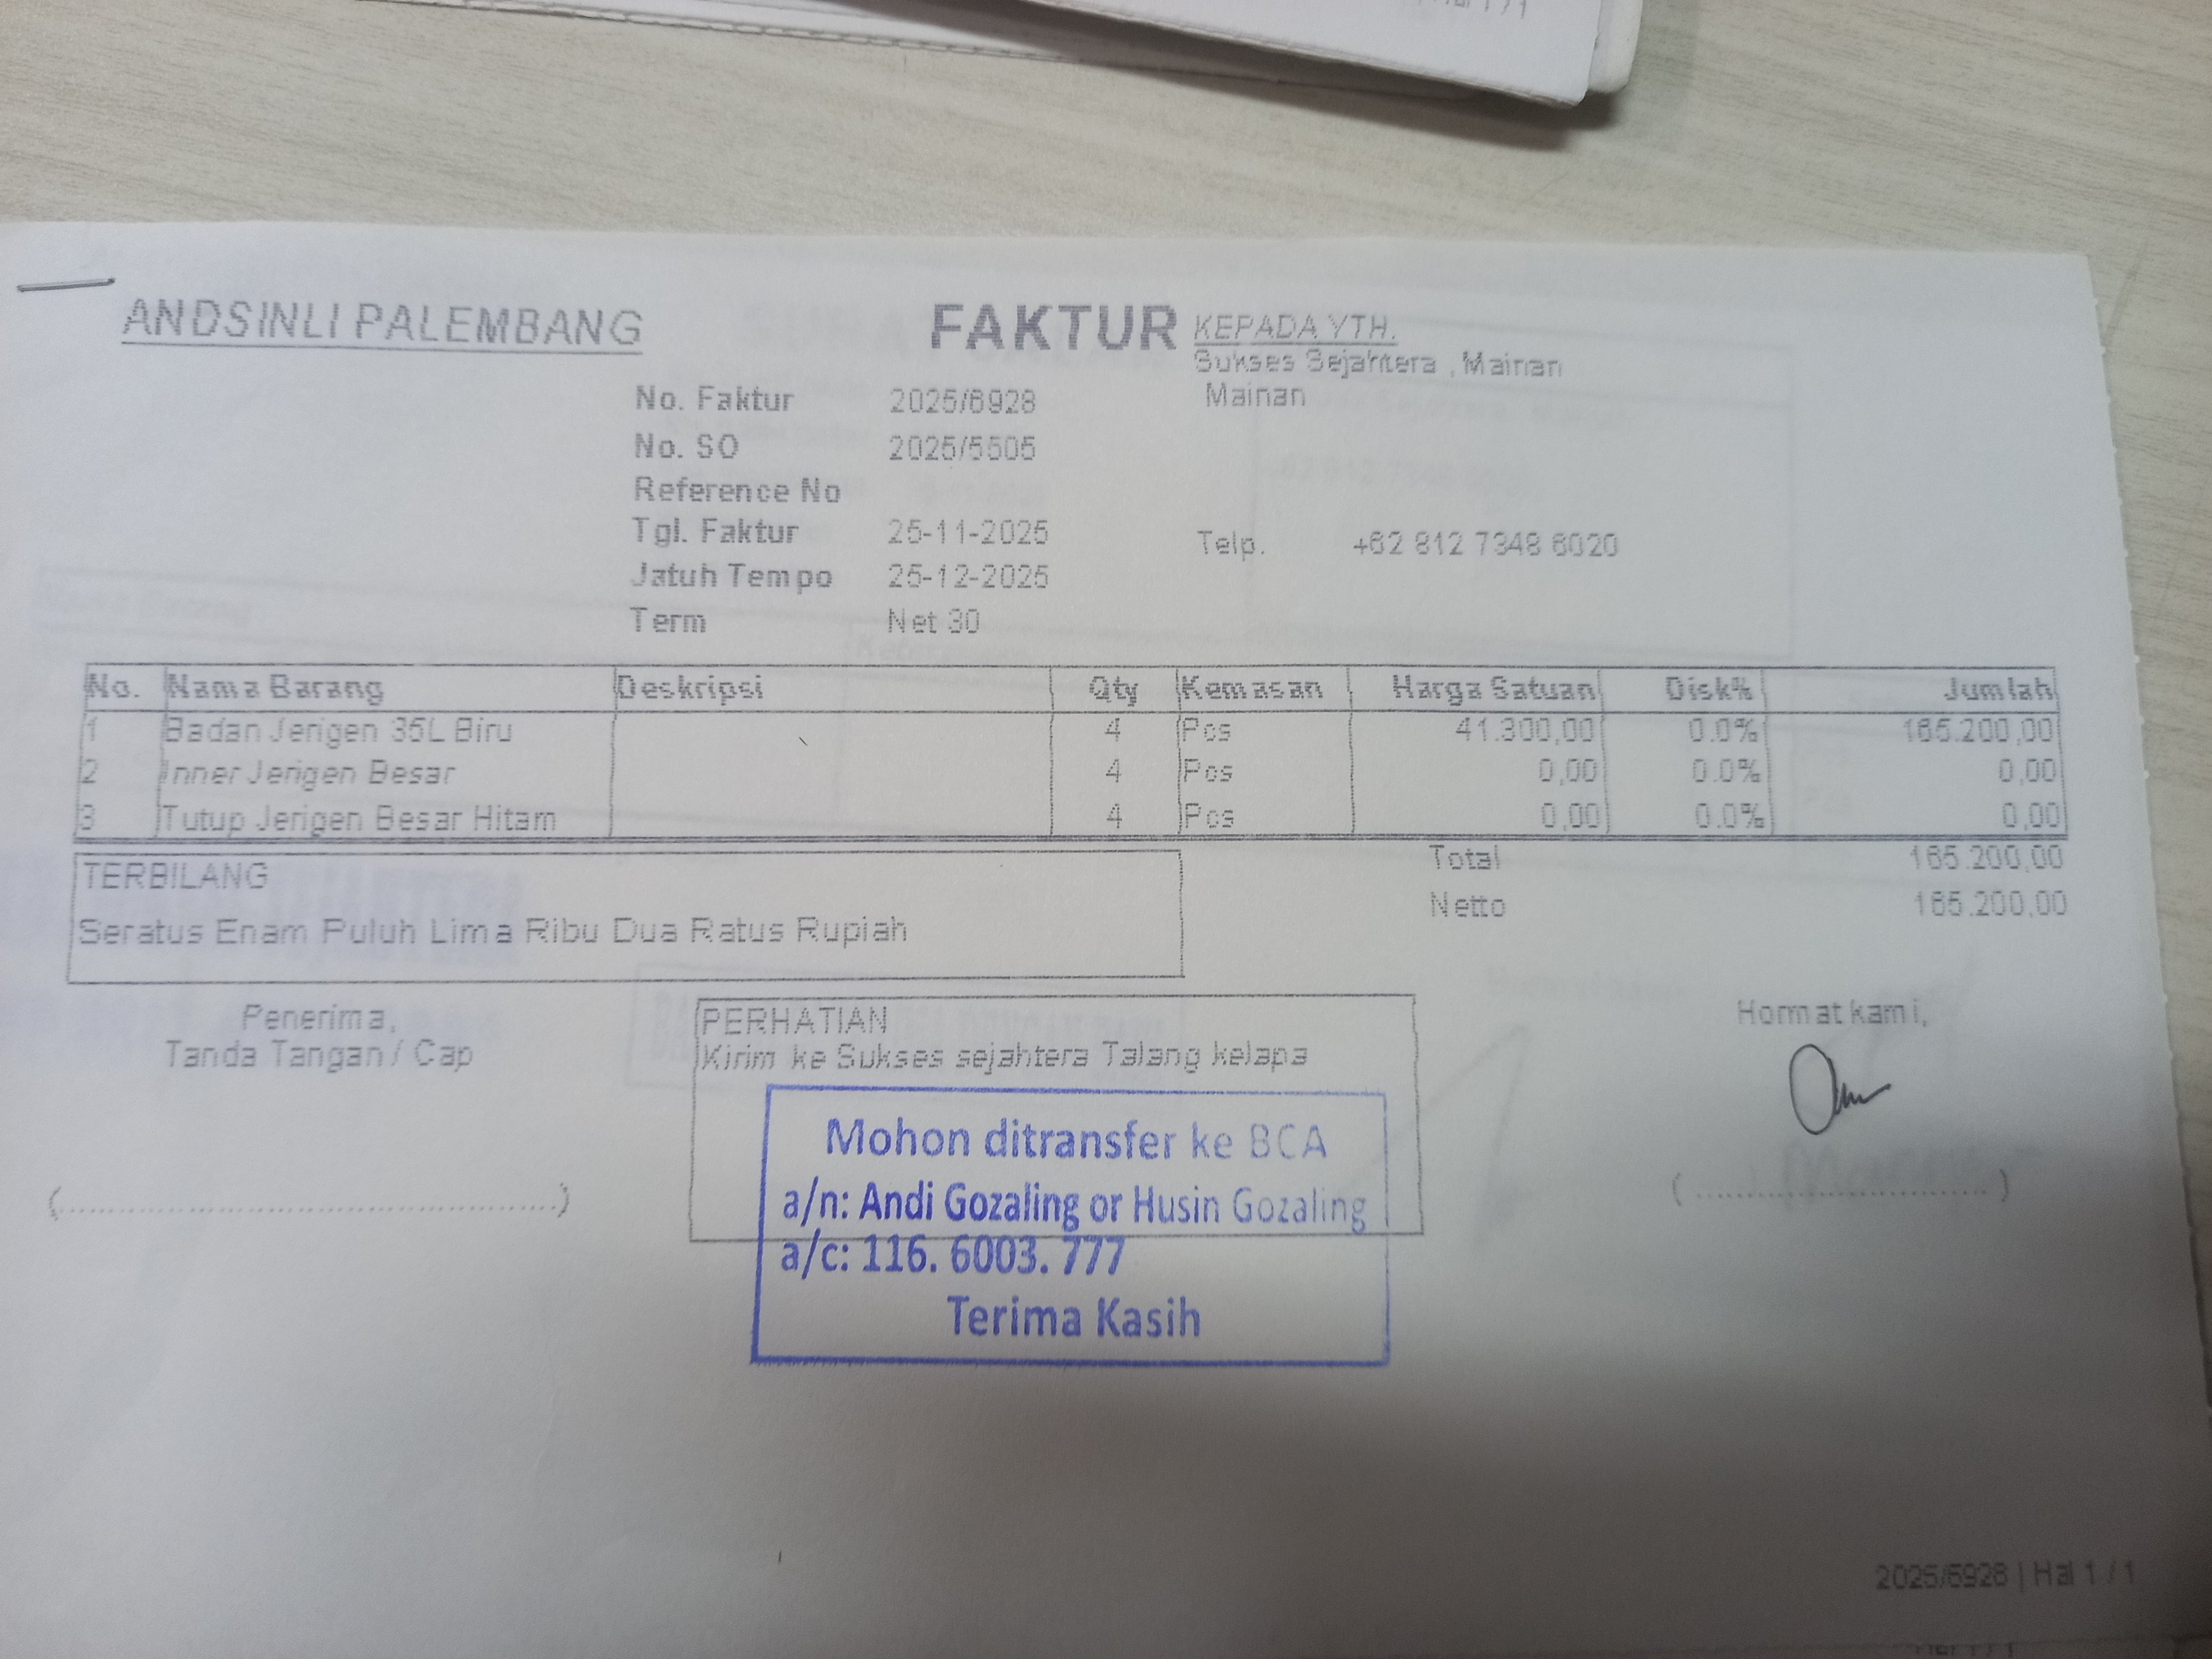 ANDSINLI PALEMBANG
FAKTUR
KEPADA YTH.
Sukses Sejahtera , Mainan
Mainan
No. Faktur 2025/6928
No. SO 2025/5505
Reference No
Tgl. Faktur 25-11-2025
Telp. +62 812 7348 6020
Jatuh Tempo 25-12-2025
Term Net 30
No. Nama Barang Deskripsi Qty Kemasan Harga Satuan Disk% Jumlah
1 Badan Jerigen 35L Biru 4 Pcs 41.300,00 0.0% 165.200,00
2 Inner Jerigen Besar 4 Pcs 0,00 0.0% 0,00
3 Tutup Jerigen Besar Hitam 4 Pcs 0,00 0.0% 0,00
Total 165.200,00
Netto 165.200,00
TERBILANG
Seratus Enam Puluh Lima Ribu Dua Ratus Rupiah
Penerima,
Tanda Tangan / Cap
PERHATIAN
Kirim ke Sukses sejahtera Talang kelapa
Hormat kami,
Mohon ditransfer ke BCA
a/n: Andi Gozaling or Husin Gozaling
a/c: 116. 6003. 777
Terima Kasih
(..........................................................)
( .................................. )
2025/6928 | Hal 1 / 1